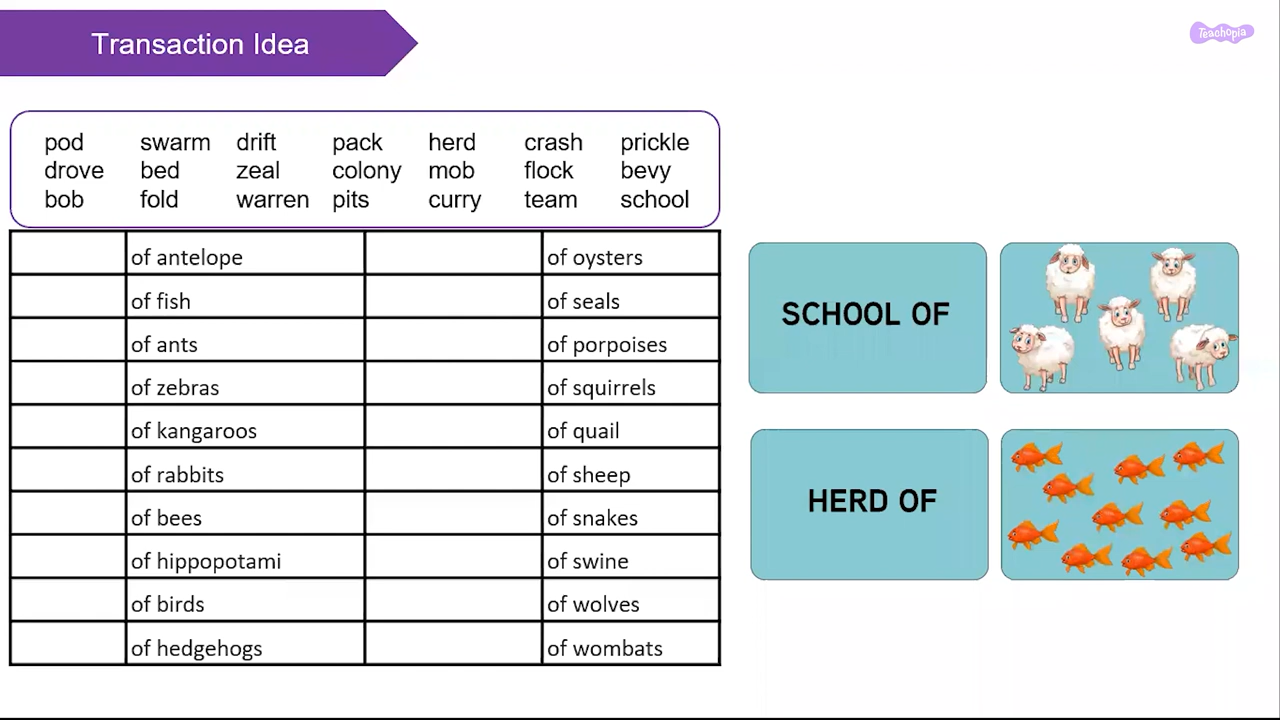 Transaction Idea
Teachopia
pod swarm drift pack herd crash prickle
drove bed zeal colony mob flock bevy
bob fold warren pits curry team school
of antelope of oysters
of fish of seals
of ants of porpoises
of zebras of squirrels
of kangaroos of quail
of rabbits of sheep
of bees of snakes
of hippopotami of swine
of birds of wolves
of hedgehogs of wombats
SCHOOL OF
HERD OF